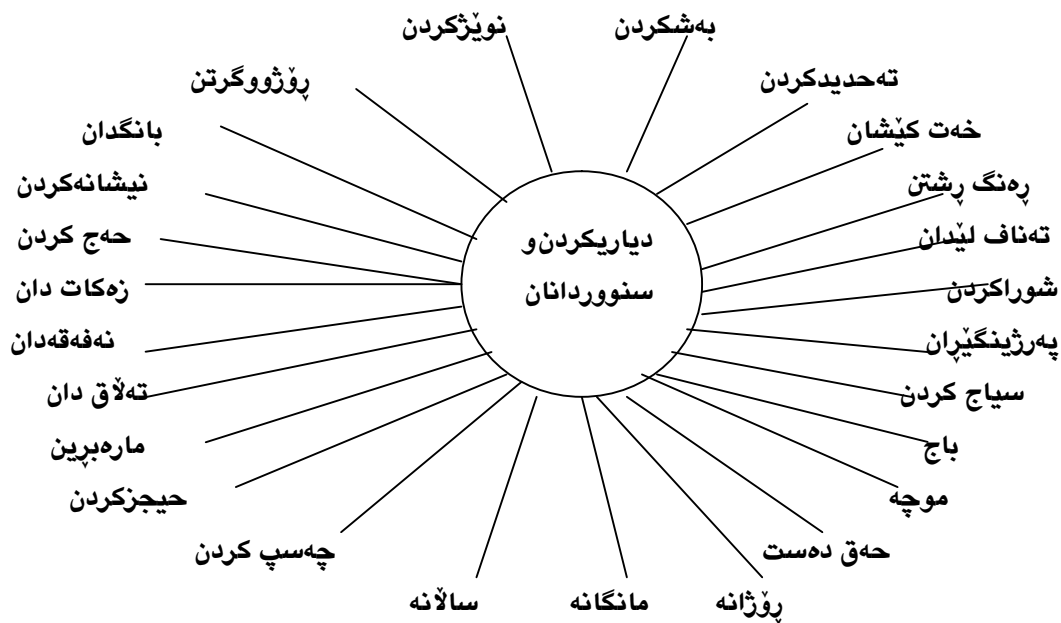 بەشکردن
نوێژکردن
تەحدیدکردن
ڕۆژووگرتن
خەت کێشان
بانگدان
ڕەنگ ڕشتن
نیشانەکردن
تەناف لێدان
دیاریکردن و
حەج کردن
شوراکردن
سنووردانان
زەکات دان
پەرژینگێڕان
نەفەقەدان
سیاج کردن
تەڵاق دان
باج
مارەبڕین
موچە
حیجزکردن
حەق دەست
چەسپ کردن
ڕۆژانە
مانگانە
ساڵانە